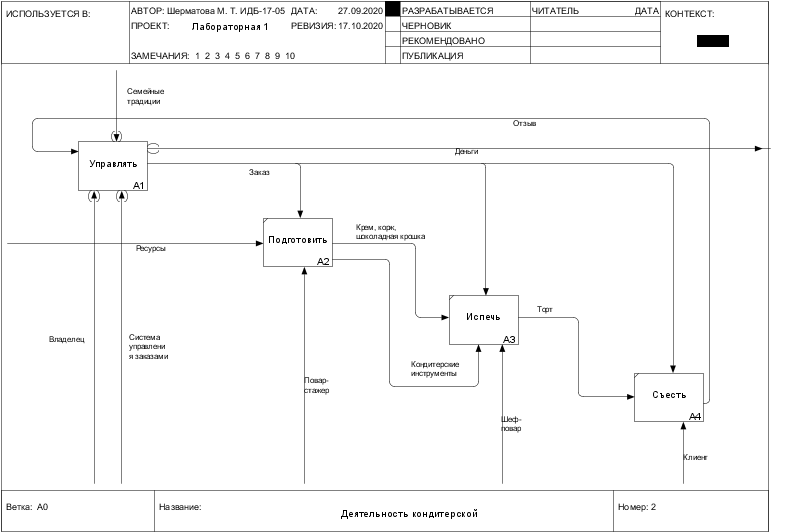 ИСПОЛЬЗУЕТСЯ В:
АВТОР: Шерматова М. Т. ИДБ-17-05 ДАТА: 27.09.2020
ПРОЕКТ: Лабораторная 1 РЕВИЗИЯ: 17.10.2020
ЗАМЕЧАНИЯ: 1 2 3 4 5 6 7 8 9 10
РАЗРАБАТЫВАЕТСЯ
ЧЕРНОВИК
РЕКОМЕНДОВАНО
ПУБЛИКАЦИЯ
ЧИТАТЕЛЬ ДАТА
КОНТЕКСТ:
Семейные
традиции
Отзыв
Деньги
Управлять
A1
Заказ
Ресурсы
Подготовить
A2
Крем, корж,
шоколадная крошка
Испечь
A3
Торт
Владелец
Система
управлени
я заказами
Повар-
стажер
Кондитерские
инструменты
Съесть
A4
Шеф-
повар
Клиент
Ветка: A0
Название:
Деятельность кондитерской
Номер: 2